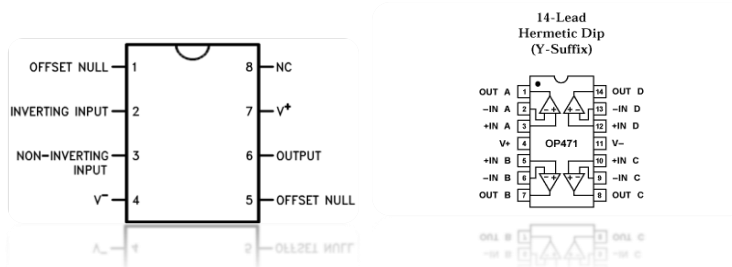 OFFSET NULL 1 8 NC
INVERTING INPUT 2 7 V+
NON-INVERTING INPUT 3 6 OUTPUT
V− 4 5 OFFSET NULL
14-Lead
Hermetic Dip
(Y-Suffix)
OUT A 1 14 OUT D
−IN A 2 13 −IN D
+IN A 3 12 +IN D
V+ 4 OP471 11 V−
+IN B 5 10 +IN C
−IN B 6 9 −IN C
OUT B 7 8 OUT C